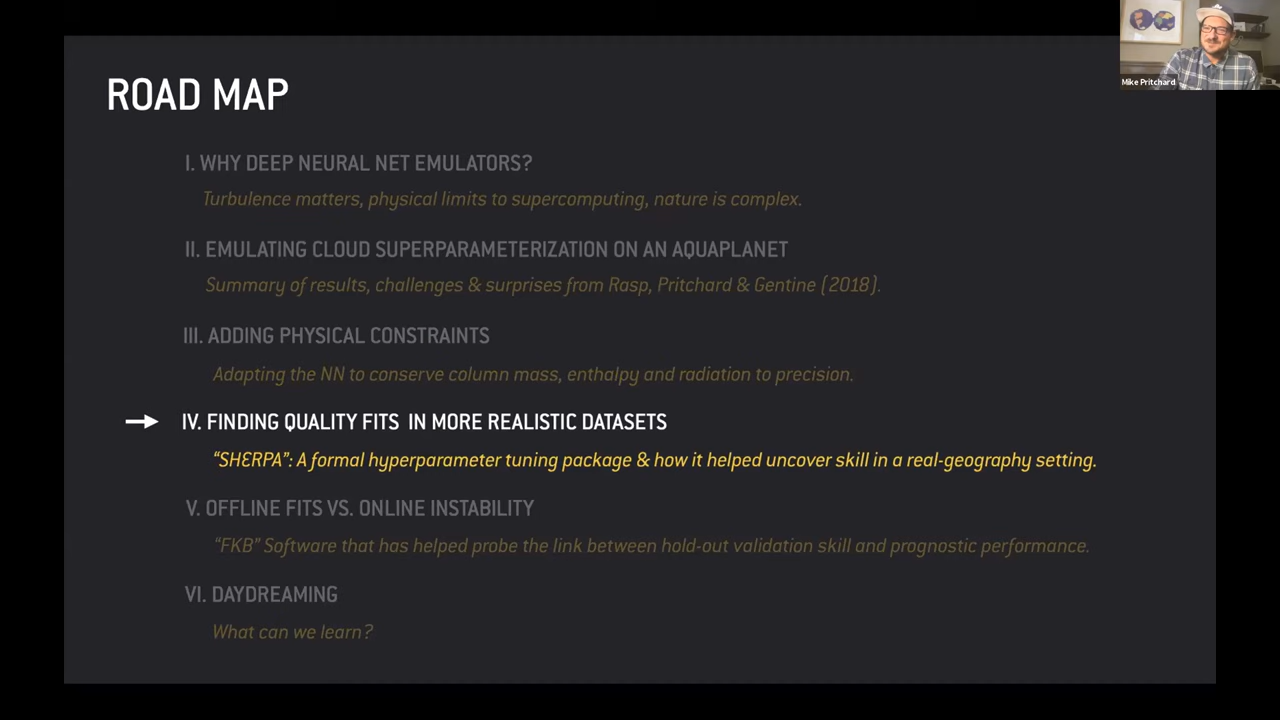 Mike Pritchard
ROAD MAP
I. WHY DEEP NEURAL NET EMULATORS?
Turbulence matters, physical limits to supercomputing, nature is complex.
II. EMULATING CLOUD SUPERPARAMETERIZATION ON AN AQUAPLANET
Summary of results, challenges & surprises from Rasp, Pritchard & Gentine (2018).
III. ADDING PHYSICAL CONSTRAINTS
Adapting the NN to conserve column mass, enthalpy and radiation to precision.
IV. FINDING QUALITY FITS IN MORE REALISTIC DATASETS
“SHERPA”: A formal hyperparameter tuning package & how it helped uncover skill in a real-geography setting.
V. OFFLINE FITS VS. ONLINE INSTABILITY
“FKB” Software that has helped probe the link between hold-out validation skill and prognostic performance.
VI. DAYDREAMING
What can we learn?